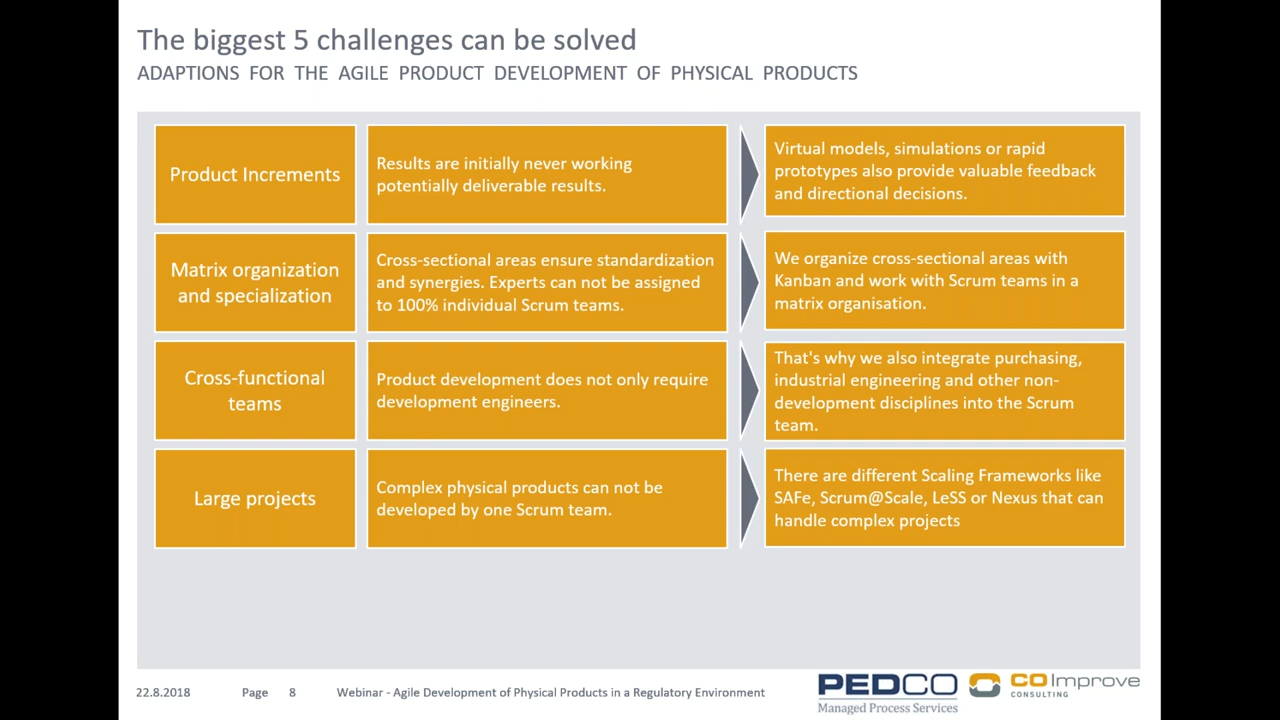 The biggest 5 challenges can be solved
ADAPTIONS FOR THE AGILE PRODUCT DEVELOPMENT OF PHYSICAL PRODUCTS
Product Increments
Results are initially never working
potentially deliverable results.
Virtual models, simulations or rapid
prototypes also provide valuable feedback
and directional decisions.
Matrix organization
and specialization
Cross-sectional areas ensure standardization
and synergies. Experts can not be assigned
to 100% individual Scrum teams.
We organize cross-sectional areas with
Kanban and work with Scrum teams in a
matrix organisation.
Cross-functional
teams
Product development does not only require
development engineers.
That's why we also integrate purchasing,
industrial engineering and other non-
development disciplines into the Scrum
team.
Large projects
Complex physical products can not be
developed by one Scrum team.
There are different Scaling Frameworks like
SAFe, Scrum@Scale, LeSS or Nexus that can
handle complex projects
22.8.2018 Page 8 Webinar - Agile Development of Physical Products in a Regulatory Environment
PEDCO
Managed Process Services
COImprove
CONSULTING